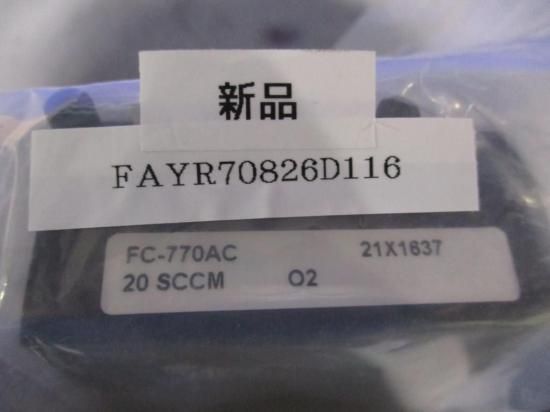 新品
FAYR70826D116
FC-770AC 21X1637
20 SCCM O2